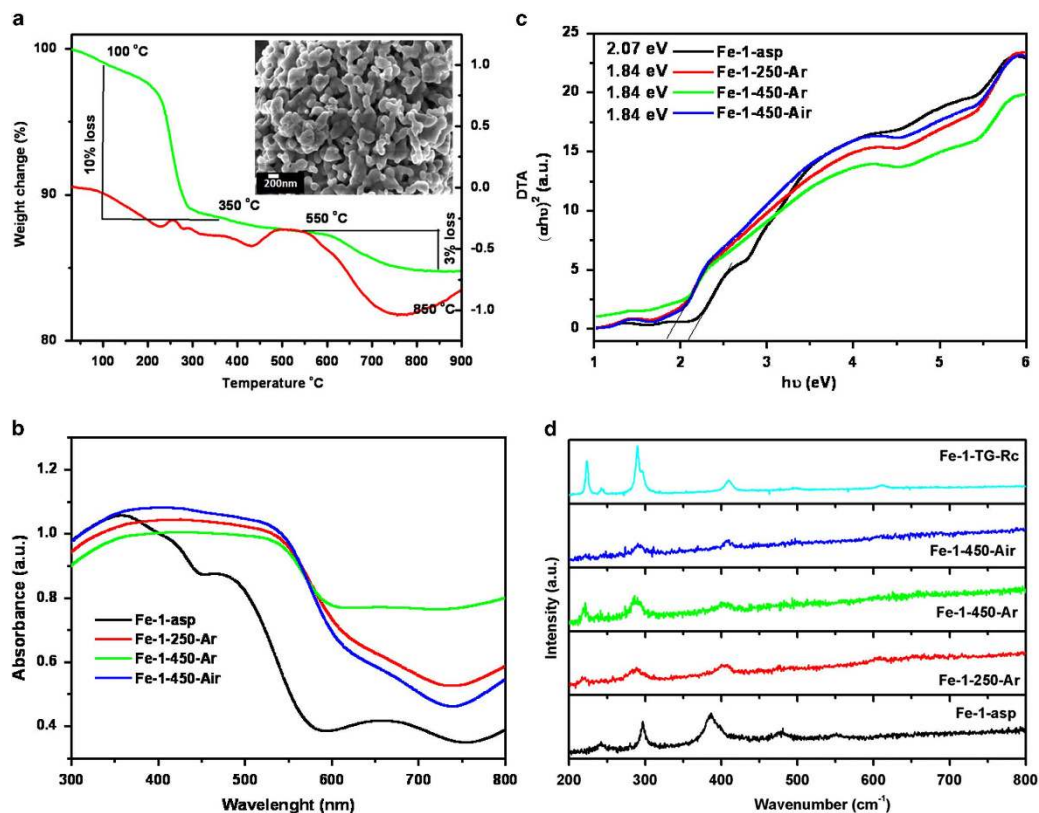 a
100
90
80
Weight change (%)
100 °C
10% loss
350 °C
550 °C
3% loss
850 °C
200nm
1.0
0.5
0.0
-0.5
-1.0
DTA
100 200 300 400 500 600 700 800 900
Temperature °C
c
25
20
15
10
5
0
(αhυ)² (a.u.)
2.07 eV Fe-1-asp
1.84 eV Fe-1-250-Ar
1.84 eV Fe-1-450-Ar
1.84 eV Fe-1-450-Air
1 2 3 4 5 6
hυ (eV)
b
1.2
1.0
0.8
0.6
0.4
Absorbance (a.u.)
Fe-1-asp
Fe-1-250-Ar
Fe-1-450-Ar
Fe-1-450-Air
300 400 500 600 700 800
Wavelenght (nm)
d
Intensity (a.u.)
Fe-1-TG-Rc
Fe-1-450-Air
Fe-1-450-Ar
Fe-1-250-Ar
Fe-1-asp
200 300 400 500 600 700 800
Wavenumber (cm⁻¹)